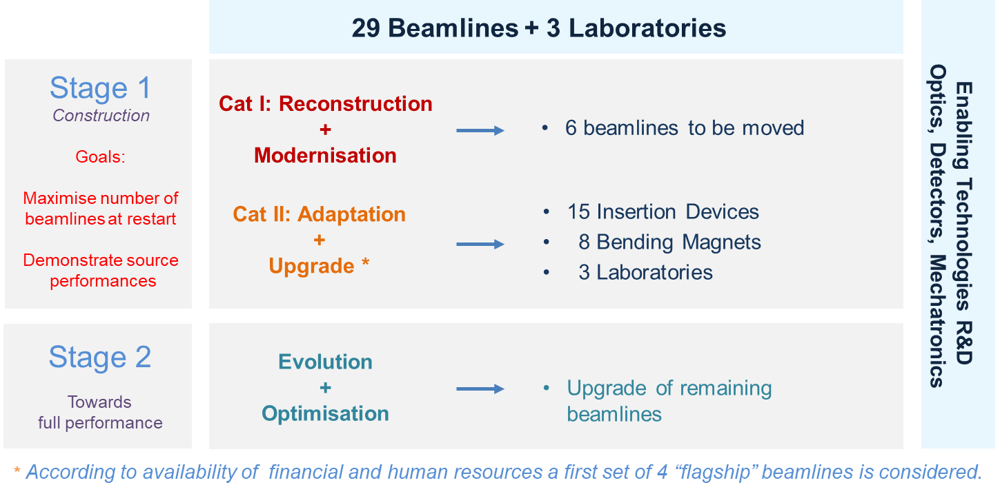 29 Beamlines + 3 Laboratories
Stage 1
Construction
Goals:
Maximise number of
beamlines at restart
Demonstrate source
performances
Cat I: Reconstruction
+
Modernisation
• 6 beamlines to be moved
Cat II: Adaptation
+
Upgrade *
• 15 Insertion Devices
• 8 Bending Magnets
• 3 Laboratories
Stage 2
Towards
full performance
Evolution
+
Optimisation
• Upgrade of remaining
beamlines
Enabling Technologies R&D
Optics, Detectors, Mechatronics
* According to availability of financial and human resources a first set of 4 “flagship” beamlines is considered.